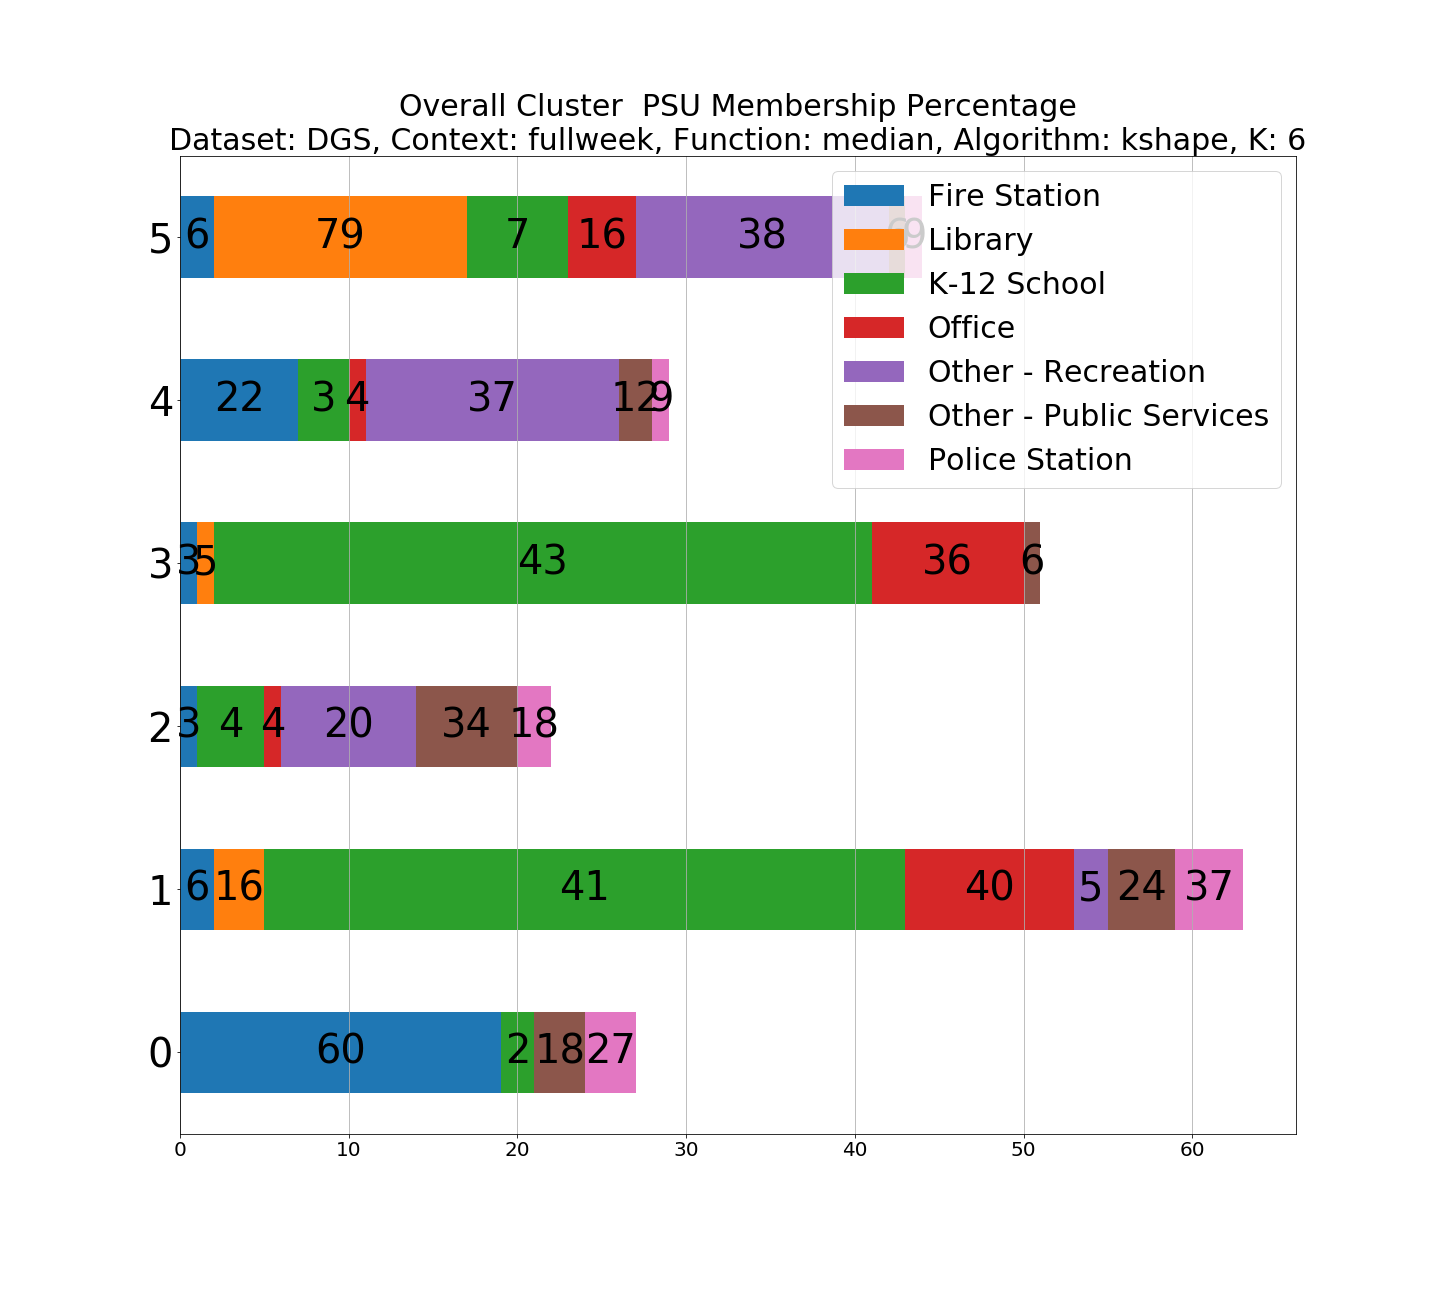 Overall Cluster  PSU Membership Percentage
Dataset: DGS, Context: fullweek, Function: median, Algorithm: kshape, K: 6
Fire Station
Library
K-12 School
Office
Other - Recreation
Other - Public Services
Police Station
5 6 79 7 16 38 6 9
4 22 3 4 37 12 9
3 3 5 43 36 6
2 3 4 4 20 34 18
1 6 16 41 40 5 24 37
0 60 2 18 27
0 10 20 30 40 50 60